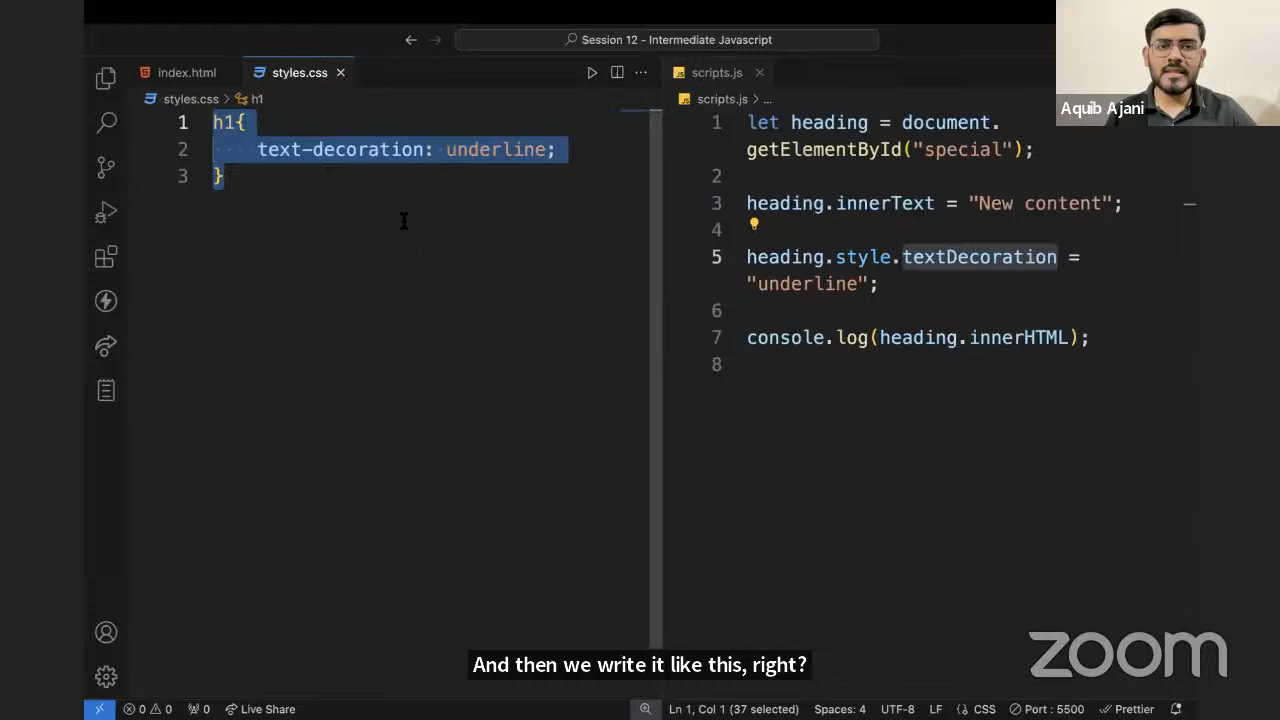 Session 12 - Intermediate Javascript
Aquib Ajani
index.html
styles.css
styles.css > h1
1 h1{
2 text-decoration: underline;
3 }
scripts.js
scripts.js > ...
1 let heading = document.
getElementById("special");
2
3 heading.innerText = "New content";
4
5 heading.style.textDecoration =
"underline";
6
7 console.log(heading.innerHTML);
8
And then we write it like this, right?
zoom
0 0 0 Live Share Ln 1, Col 1 (37 selected) Spaces: 4 UTF-8 LF {} CSS Port : 5500 Prettier